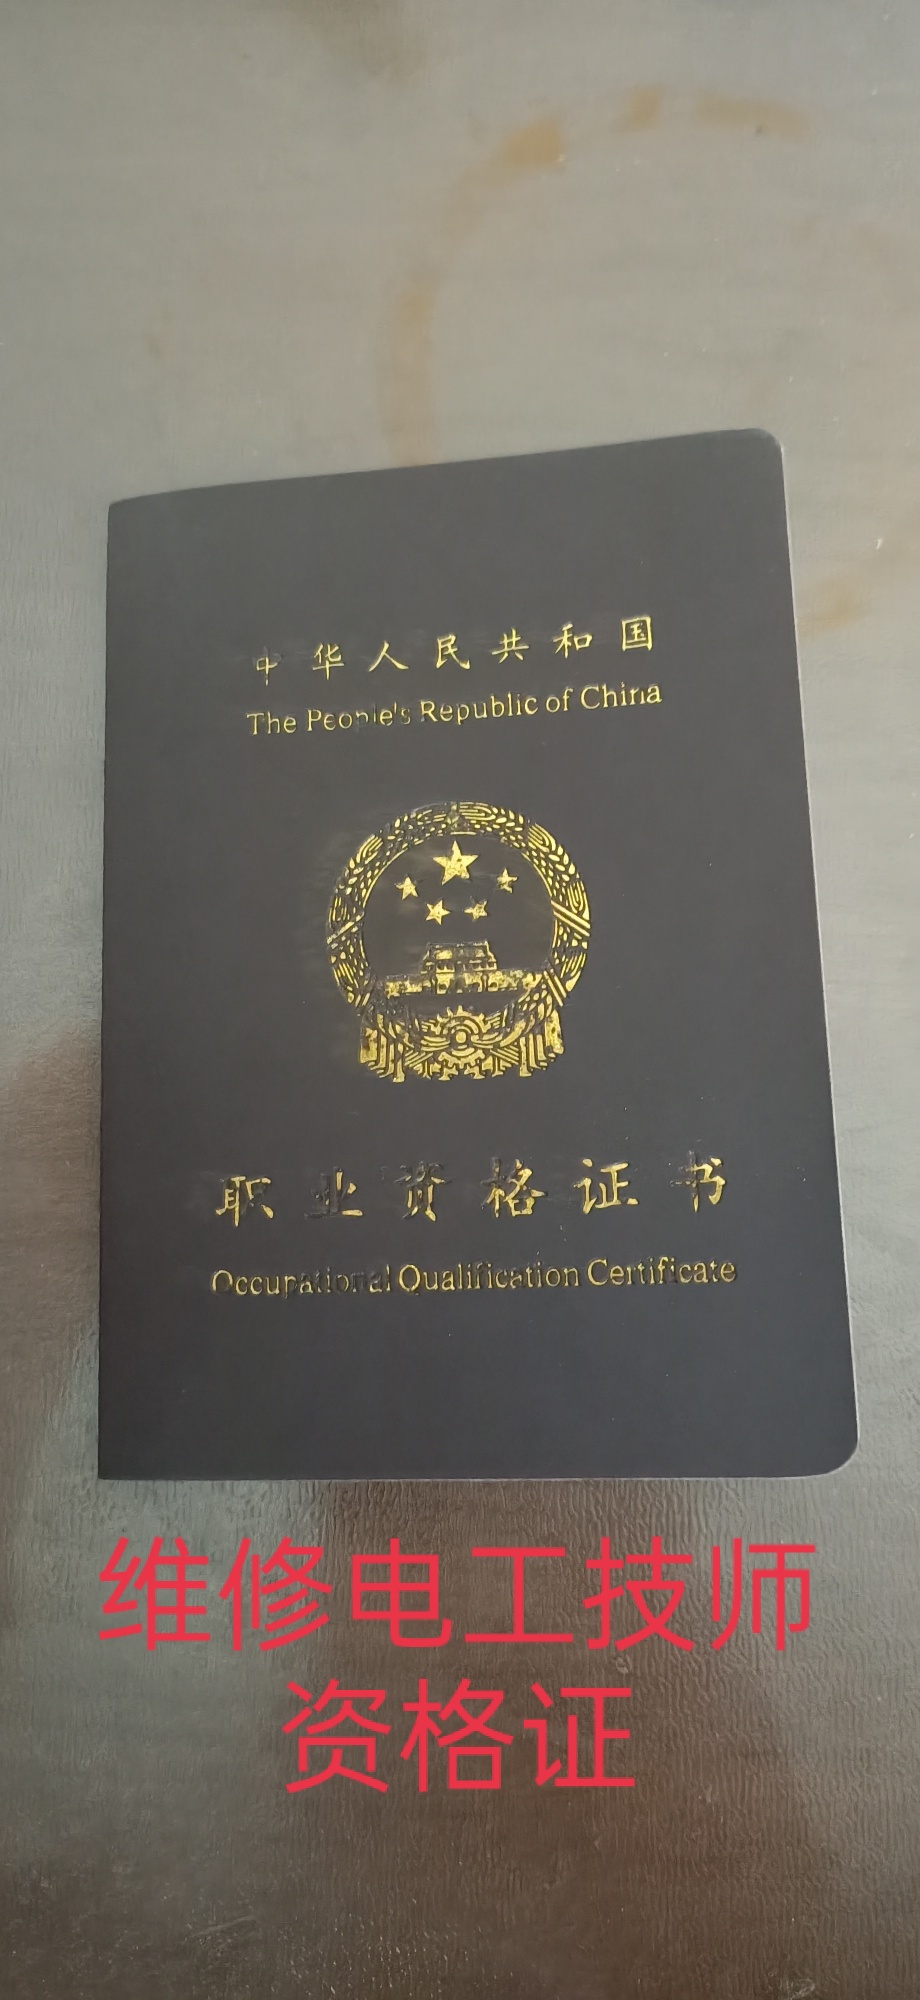 中华人民共和国
The People's Republic of China
职业资格证书
Occupational Qualification Certificate
维修电工技师
资格证